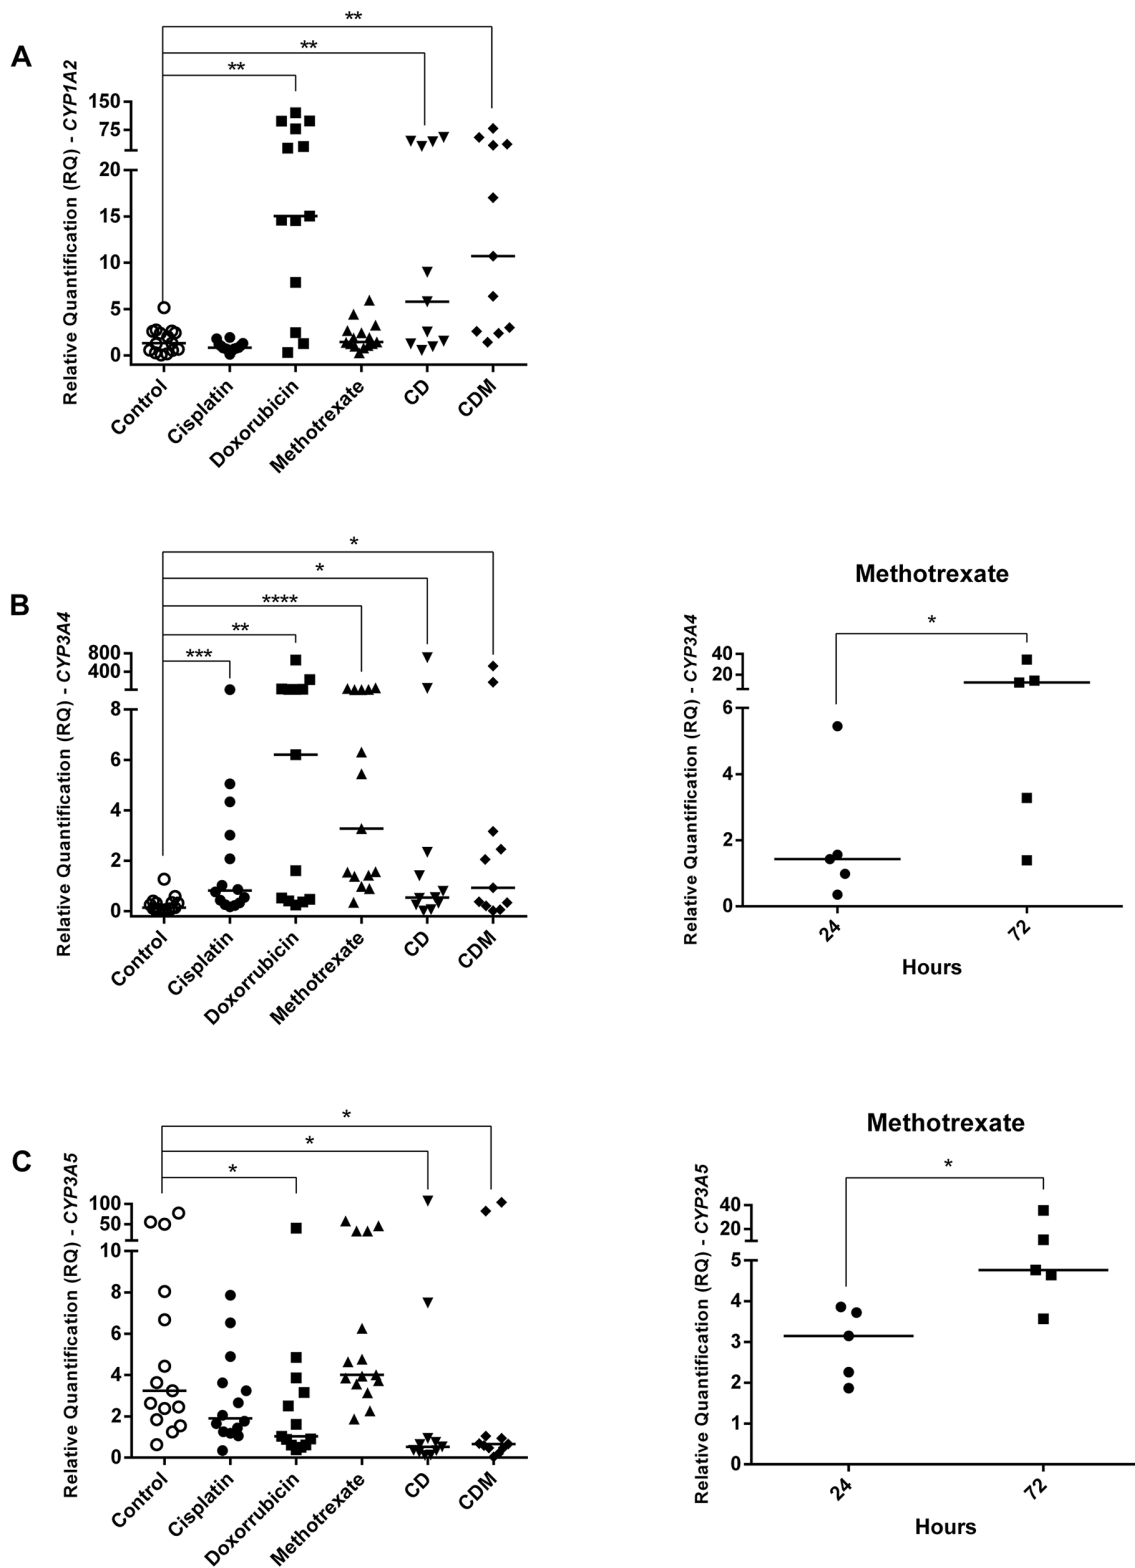 A
Relative Quantification (RQ) - CYP1A2
**
**
**
150
75
20
15
10
5
0
Control
Cisplatin
Doxorubicin
Methotrexate
CD
CDM
B
Relative Quantification (RQ) - CYP3A4
*
*
****
**
***
800
400
8
6
4
2
0
Control
Cisplatin
Doxorrubicin
Methotrexate
CD
CDM
Methotrexate
Relative Quantification (RQ) - CYP3A4
*
40
20
6
4
2
0
24
72
Hours
C
Relative Quantification (RQ) - CYP3A5
*
*
*
100
50
10
8
6
4
2
0
Control
Cisplatin
Doxorrubicin
Methotrexate
CD
CDM
Methotrexate
Relative Quantification (RQ) - CYP3A5
*
40
20
5
4
3
2
1
0
24
72
Hours